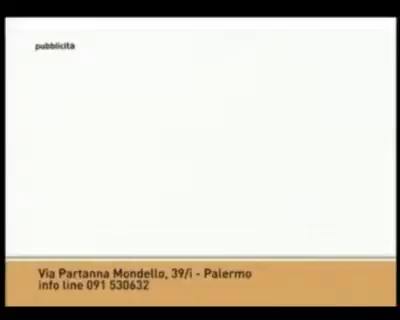 pubblicità
Via Partanna Mondello, 39/i - Palermo
info line 091 530632